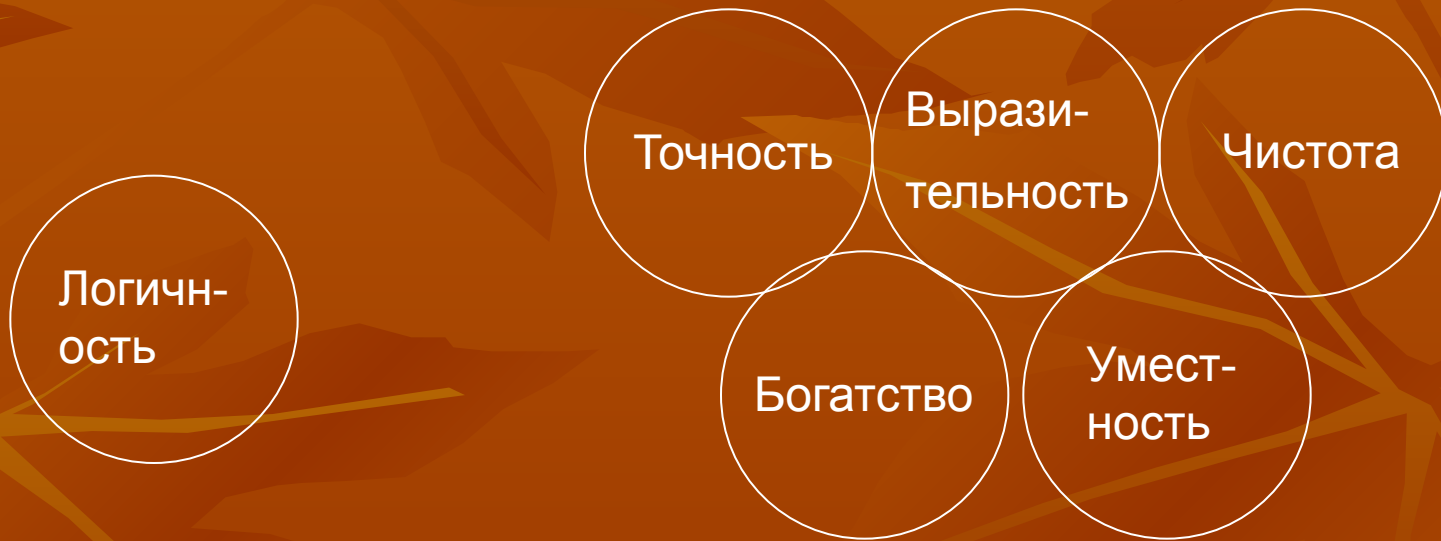 Точность
Вырази-
тельность
Чистота
Логичн-
ость
Богатство
Умест-
ность